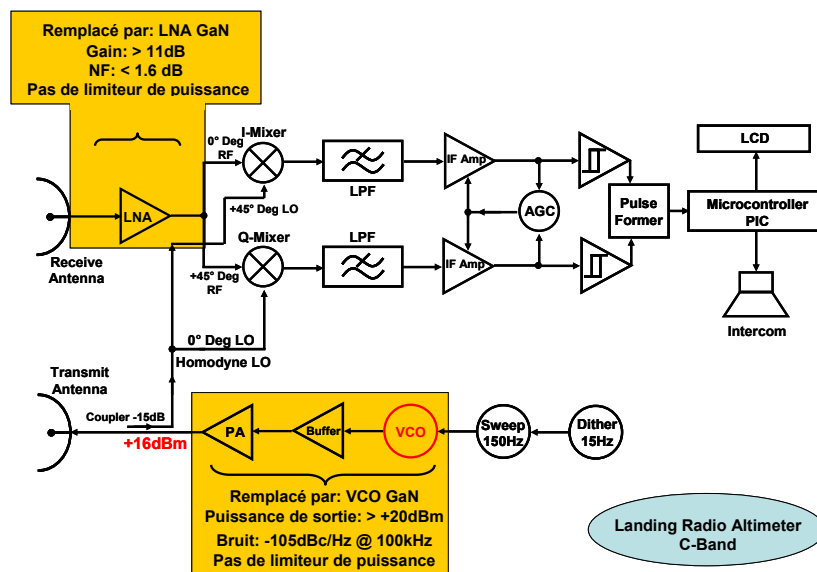 Remplacé par: LNA GaN
Gain: > 11dB
NF: < 1.6 dB
Pas de limiteur de puissance
LNA
Receive
Antenna
0° Deg
RF
I-Mixer
+45° Deg LO
Q-Mixer
+45° Deg
RF
0° Deg LO
Homodyne LO
LPF
LPF
IF Amp
IF Amp
AGC
Pulse
Former
LCD
Microcontroller
PIC
Intercom
Transmit
Antenna
Coupler -15dB
+16dBm
PA
Buffer
VCO
Sweep
150Hz
Dither
15Hz
Remplacé par: VCO GaN
Puissance de sortie: > +20dBm
Bruit: -105dBc/Hz @ 100kHz
Pas de limiteur de puissance
Landing Radio Altimeter
C-Band